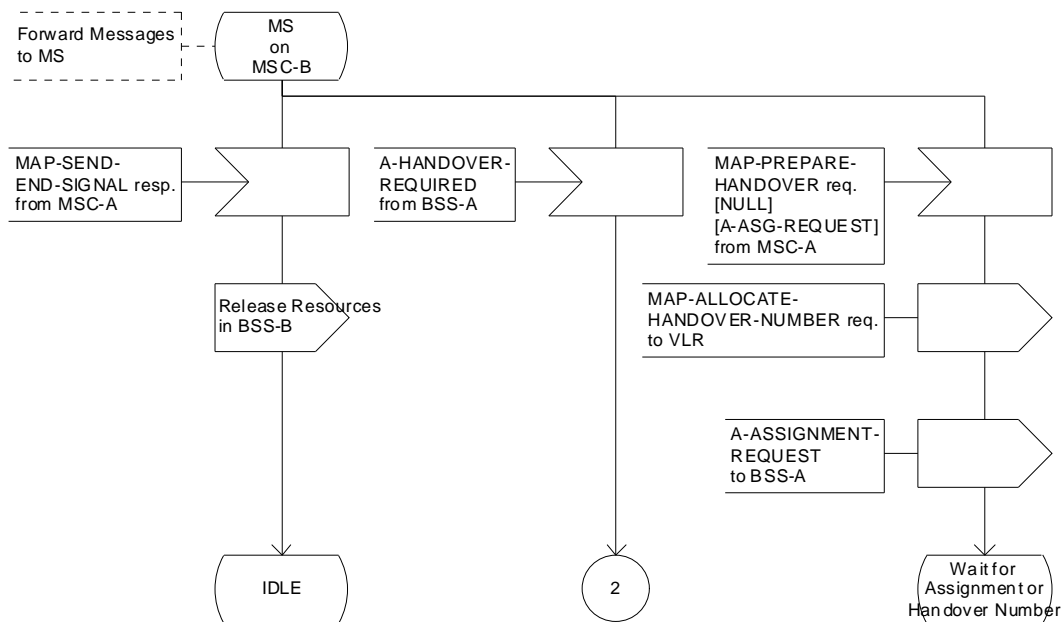 Forward Messages
to MS
MS
on
MSC-B
MAP-SEND-
END-SIGNAL resp.
from MSC-A
A-HANDOVER-
REQUIRED
from BSS-A
MAP-PREPARE-
HANDOVER req.
[NULL]
[A-ASG-REQUEST]
from MSC-A
Release Resources
in BSS-B
MAP-ALLOCATE-
HANDOVER-NUMBER req.
to VLR
A-ASSIGNMENT-
REQUEST
to BSS-A
IDLE
2
Wait for
Assignment or
Handover Number